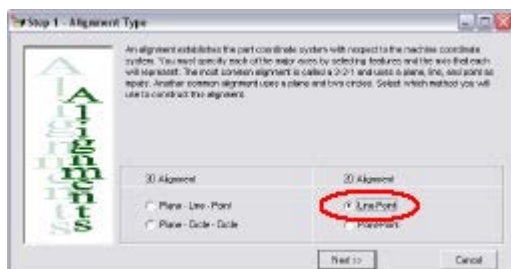 Step 1 - Alignment Type
An alignment establishes the part coordinate system with respect to the machine coordinate
system. You must specify each of the major axes by selecting features and the axis that each
will represent. The most common alignment is called a 3-2-1 and uses a plane, line, and point as
inputs. Another common alignment uses a plane and two circles. Select which method you will
use to construct the alignment.
Alignments
3D Alignment
2D Alignment
Plane - Line - Point
Line-Point
Plane - Circle - Circle
Point-Point
Next >>
Cancel